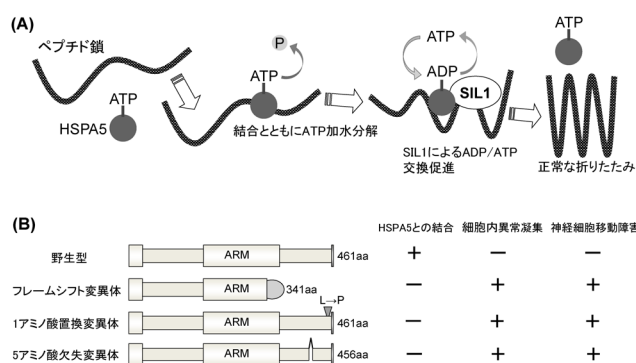 (A)
ペプチド鎖
ATP
HSPA5
P
ATP
結合とともにATP加水分解
ATP
ADP
SIL1
SIL1によるADP/ATP
交換促進
ATP
正常な折りたたみ
(B)
HSPA5との結合 細胞内異常凝集 神経細胞移動障害
野生型 ARM 461aa + − −
フレームシフト変異体 ARM 341aa − + +
L→P
1アミノ酸置換変異体 ARM 461aa − + +
5アミノ酸欠失変異体 ARM 456aa − + +